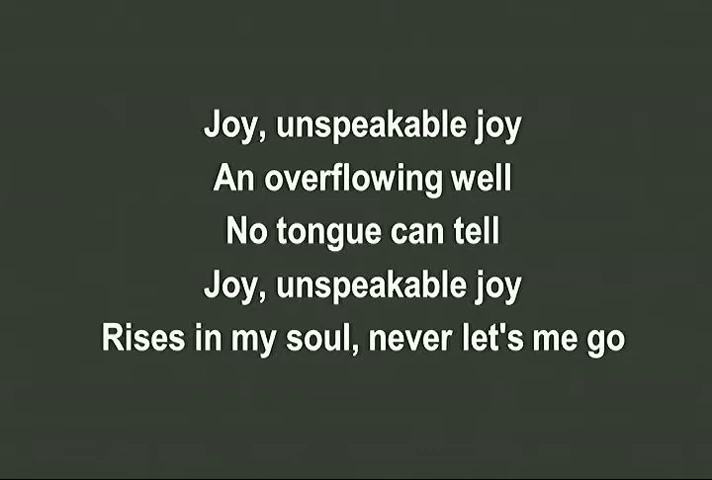 Joy, unspeakable joy
An overflowing well
No tongue can tell
Joy, unspeakable joy
Rises in my soul, never let's me go